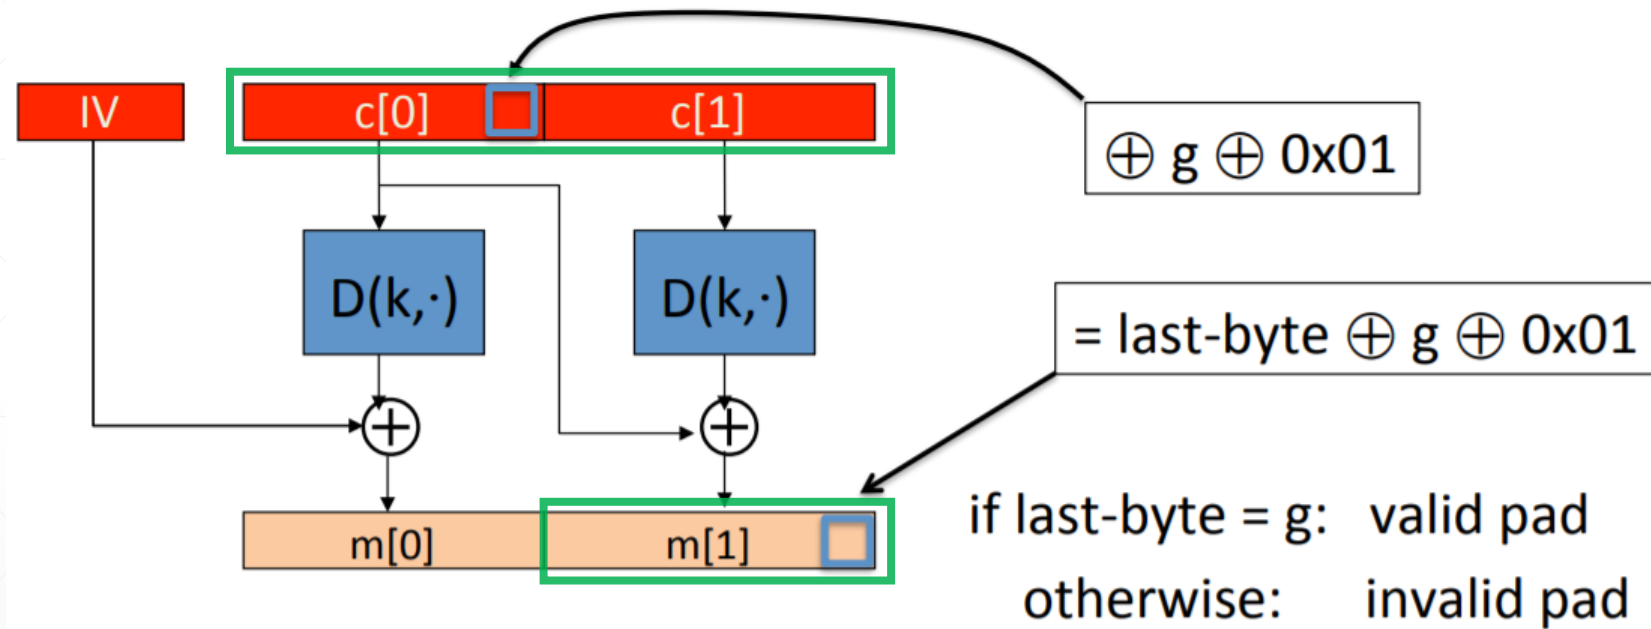 IV
c[0]
c[1]
⊕ g ⊕ 0x01
D(k,·)
D(k,·)
= last-byte ⊕ g ⊕ 0x01
m[0]
m[1]
if last-byte = g: valid pad
otherwise: invalid pad